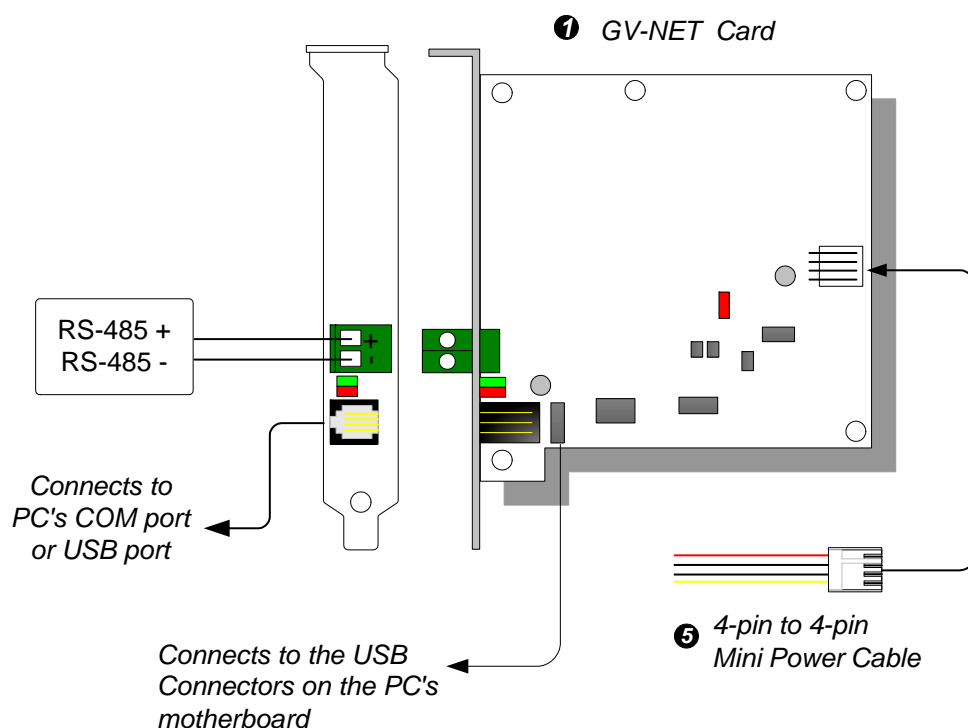 ❶ GV-NET Card
RS-485 +
RS-485 -
+
-
Connects to
PC's COM port
or USB port
❺ 4-pin to 4-pin
Mini Power Cable
Connects to the USB
Connectors on the PC's
motherboard